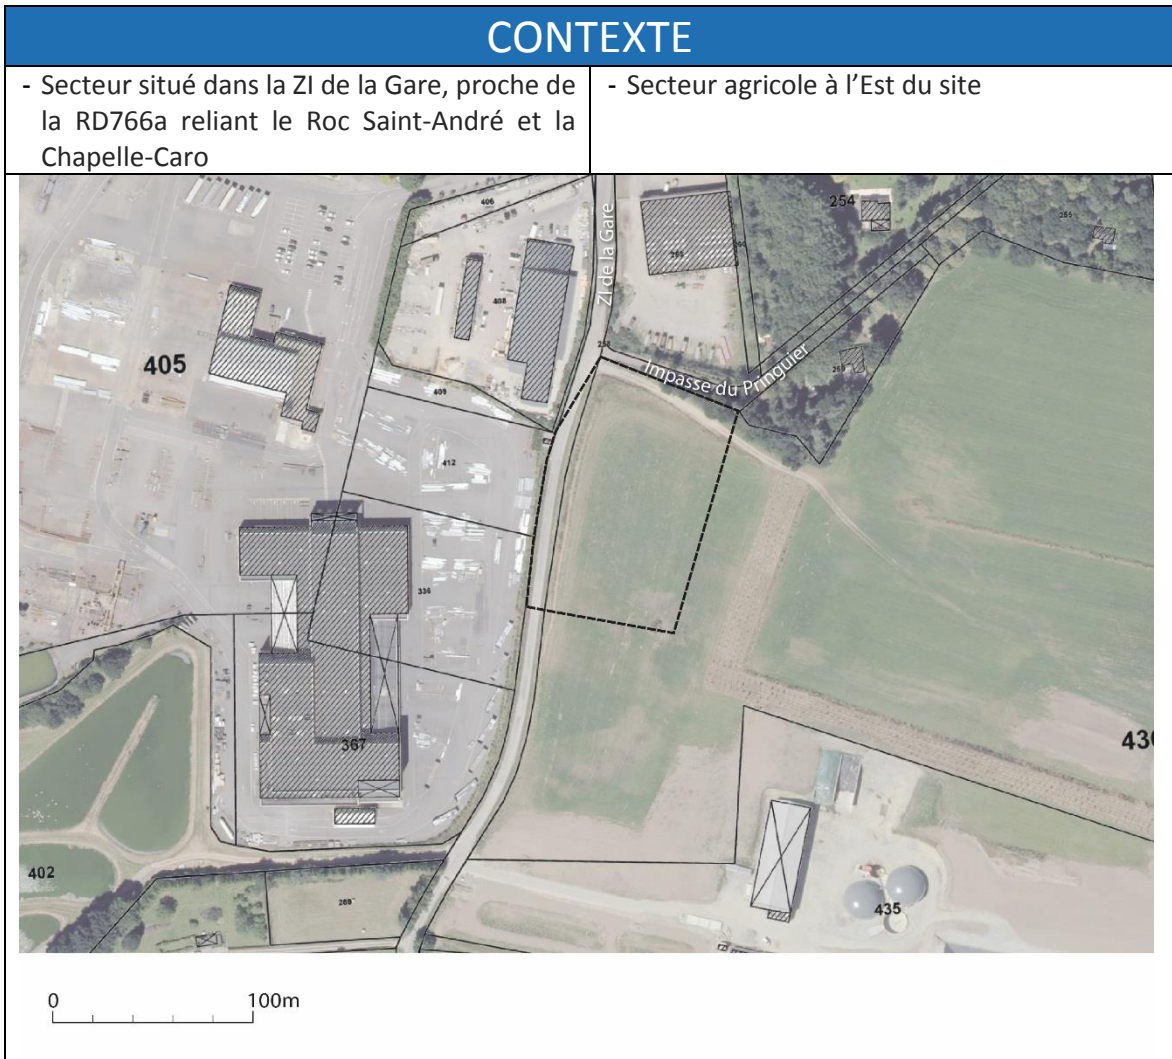 CONTEXTE
- Secteur situé dans la ZI de la Gare, proche de
la RD766a reliant le Roc Saint-André et la
Chapelle-Caro
- Secteur agricole à l'Est du site
406
ZI de la Gare
254
408
405
Impasse du Pringuier
409
412
336
367
430
402
269
435
0
100m